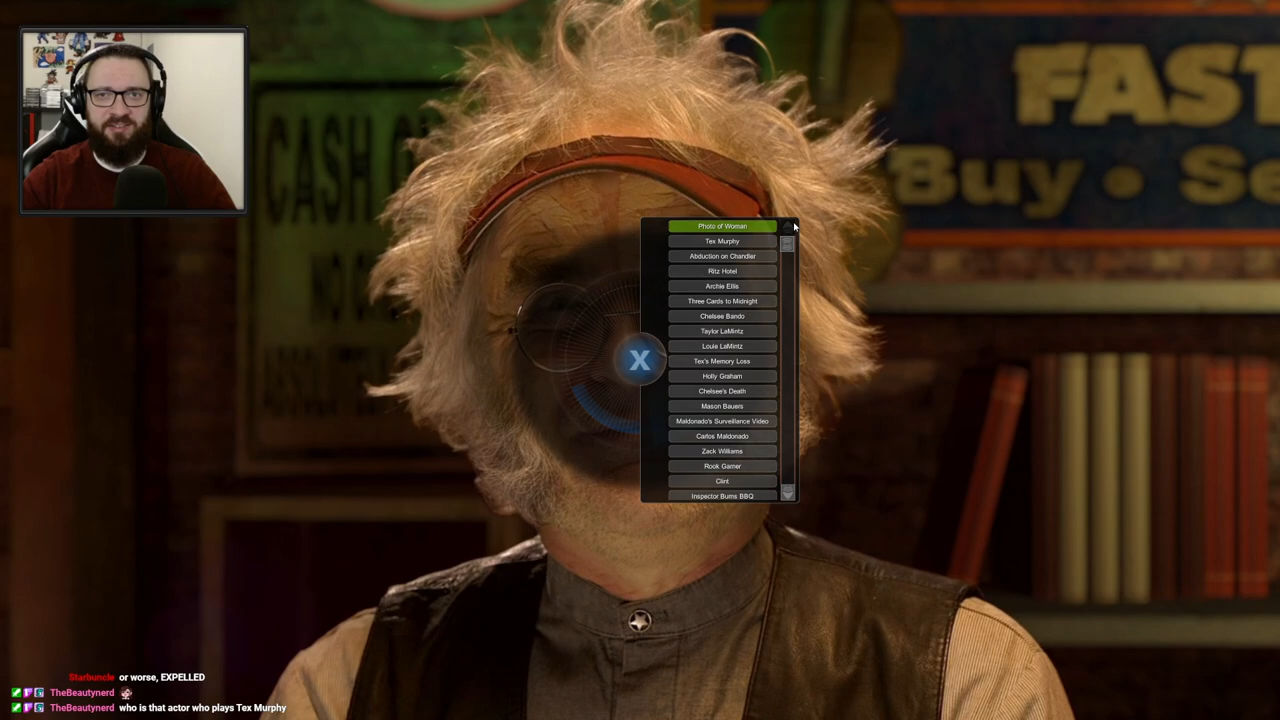 FAST
CASH
Buy • Se
Photo of Woman
Tex Murphy
Abduction on Chandler
Ritz Hotel
Archie Ellis
Three Cards to Midnight
Chelsee Bando
Taylor LaMintz
Louie LaMintz
Tex's Memory Loss
Holly Graham
Chelsee's Death
Mason Bauers
X
Maldonado's Surveillance Video
Carlos Maldonado
Zack Williams
Rook Garner
Clint
Inspector Burns BBQ
Starbuncle or worse, EXPELLED
TheBeautynerd
TheBeautynerd who is that actor who plays Tex Murphy